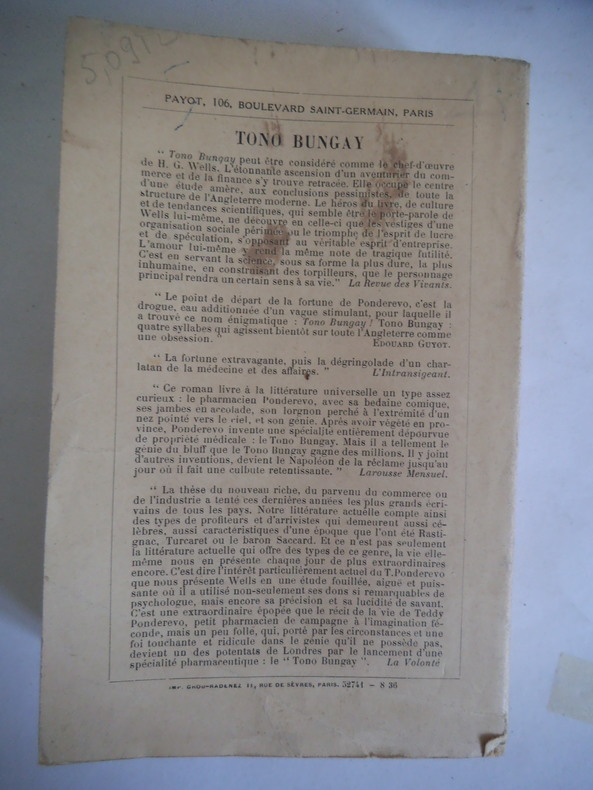 5,091
PAYOT, 106, BOULEVARD SAINT-GERMAIN, PARIS
TONO BUNGAY
" Tono Bungay peut être considéré comme le chef-d'œuvre
de H. G. Wells. L'étonnante ascension d'un aventurier du com-
merce et de la finance s'y trouve retracée. Elle occupe le centre
d'une étude amère, aux conclusions pessimistes, de toute la
structure de l'Angleterre moderne. Le héros du livre, de culture
et de tendances scientifiques, qui semble être le porte-parole de
Wells lui-même, ne découvre en celle-ci que les vestiges d'une
organisation sociale périmée ou le triomphe de l'esprit de lucre
et de spéculation, s'opposant au véritable esprit d'entreprise.
L'amour lui-même y rend la même note de tragique futilité.
C'est en servant la science, sous sa forme la plus dure, la plus
inhumaine, en construisant des torpilleurs, que le personnage
principal rendra un certain sens à sa vie." La Revue des Vivants.
" Le point de départ de la fortune de Ponderevo, c'est la
drogue, eau additionnée d'un vague stimulant, pour laquelle il
a trouvé ce nom énigmatique : Tono Bungay ! Tono Bungay :
quatre syllabes qui agissent bientôt sur toute l'Angleterre comme
une obsession. " EDOUARD GUYOT.
" La fortune extravagante, puis la dégringolade d'un char-
latan de la médecine et des affaires. " L'Intransigeant.
" Ce roman livre à la littérature universelle un type assez
curieux : le pharmacien Ponderevo, avec sa bedaine comique,
ses jambes en accolade, son lorgnon perché à l'extrémité d'un
nez pointé vers le ciel, et son génie. Après avoir végété en pro-
vince, Ponderevo invente une spécialité entièrement dépourvue
de propriété médicale : le Tono Bungay. Mais il a tellement le
génie du bluff que le Tono Bungay gagne des millions. Il y joint
d'autres inventions, devient le Napoléon de la réclame jusqu'au
jour où il fait une culbute retentissante. " Larousse Mensuel.
" La thèse du nouveau riche, du parvenu du commerce ou
de l'industrie a tenté ces dernières années les plus grands écri-
vains de tous les pays. Notre littérature actuelle compte ainsi
des types de profiteurs et d'arrivistes qui demeurent aussi cé-
lèbres, aussi caractéristiques d'une époque que l'ont été Rasti-
gnac, Turcaret ou le baron Saccard. Et ce n'est pas seulement
la littérature actuelle qui offre des types de ce genre, la vie elle-
même nous en présente chaque jour de plus extraordinaires
encore. C'est dire l'intérêt particulièrement actuel du T.Ponderevo
que nous présente Wells en une étude fouillée, aiguë et puis-
sante où il a utilisé non-seulement ses dons si remarquables de
psychologue, mais encore sa précision et sa lucidité de savant.
C'est une extraordinaire épopée que le récit de la vie de Teddy
Ponderevo, petit pharmacien de campagne à l'imagination fé-
conde, mais un peu folle, qui, porté par les circonstances et une
foi touchante et ridicule dans le génie qu'il ne possède pas,
devient un des potentats de Londres par le lancement d'une
spécialité pharmaceutique : le " Tono Bungay ". La Volonté
IMP. 11, RUE DE SÈVRES, PARIS. 52741 - 8 36